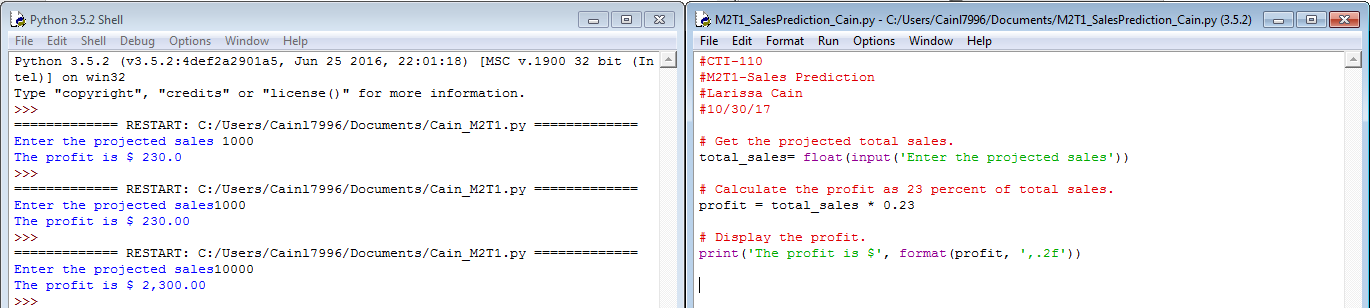 Python 3.5.2 Shell
File Edit Shell Debug Options Window Help
Python 3.5.2 (v3.5.2:4def2a2901a5, Jun 25 2016, 22:01:18) [MSC v.1900 32 bit (In
tel)] on win32
Type "copyright", "credits" or "license()" for more information.
>>>
============= RESTART: C:/Users/Cainl7996/Documents/Cain_M2T1.py =============
Enter the projected sales 1000
The profit is $ 230.0
>>>
============= RESTART: C:/Users/Cainl7996/Documents/Cain_M2T1.py =============
Enter the projected sales1000
The profit is $ 230.00
>>>
============= RESTART: C:/Users/Cainl7996/Documents/Cain_M2T1.py =============
Enter the projected sales10000
The profit is $ 2,300.00
>>>
M2T1_SalesPrediction_Cain.py - C:/Users/Cainl7996/Documents/M2T1_SalesPrediction_Cain.py (3.5.2)
File Edit Format Run Options Window Help
#CTI-110
#M2T1-Sales Prediction
#Larissa Cain
#10/30/17
# Get the projected total sales.
total_sales= float(input('Enter the projected sales'))
# Calculate the profit as 23 percent of total sales.
profit = total_sales * 0.23
# Display the profit.
print('The profit is $', format(profit, ',.2f'))